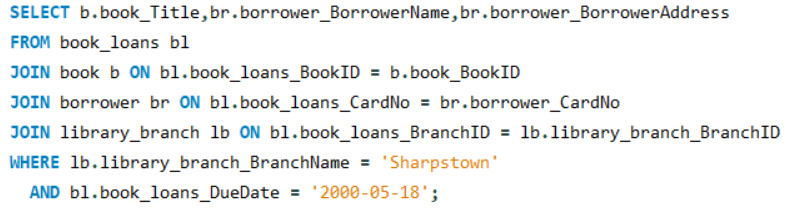 SELECT b.book_Title,br.borrower_BorrowerName,br.borrower_BorrowerAddress
FROM book_loans bl
JOIN book b ON bl.book_loans_BookID = b.book_BookID
JOIN borrower br ON bl.book_loans_CardNo = br.borrower_CardNo
JOIN library_branch lb ON bl.book_loans_BranchID = lb.library_branch_BranchID
WHERE lb.library_branch_BranchName = 'Sharpstown'
  AND bl.book_loans_DueDate = '2000-05-18';